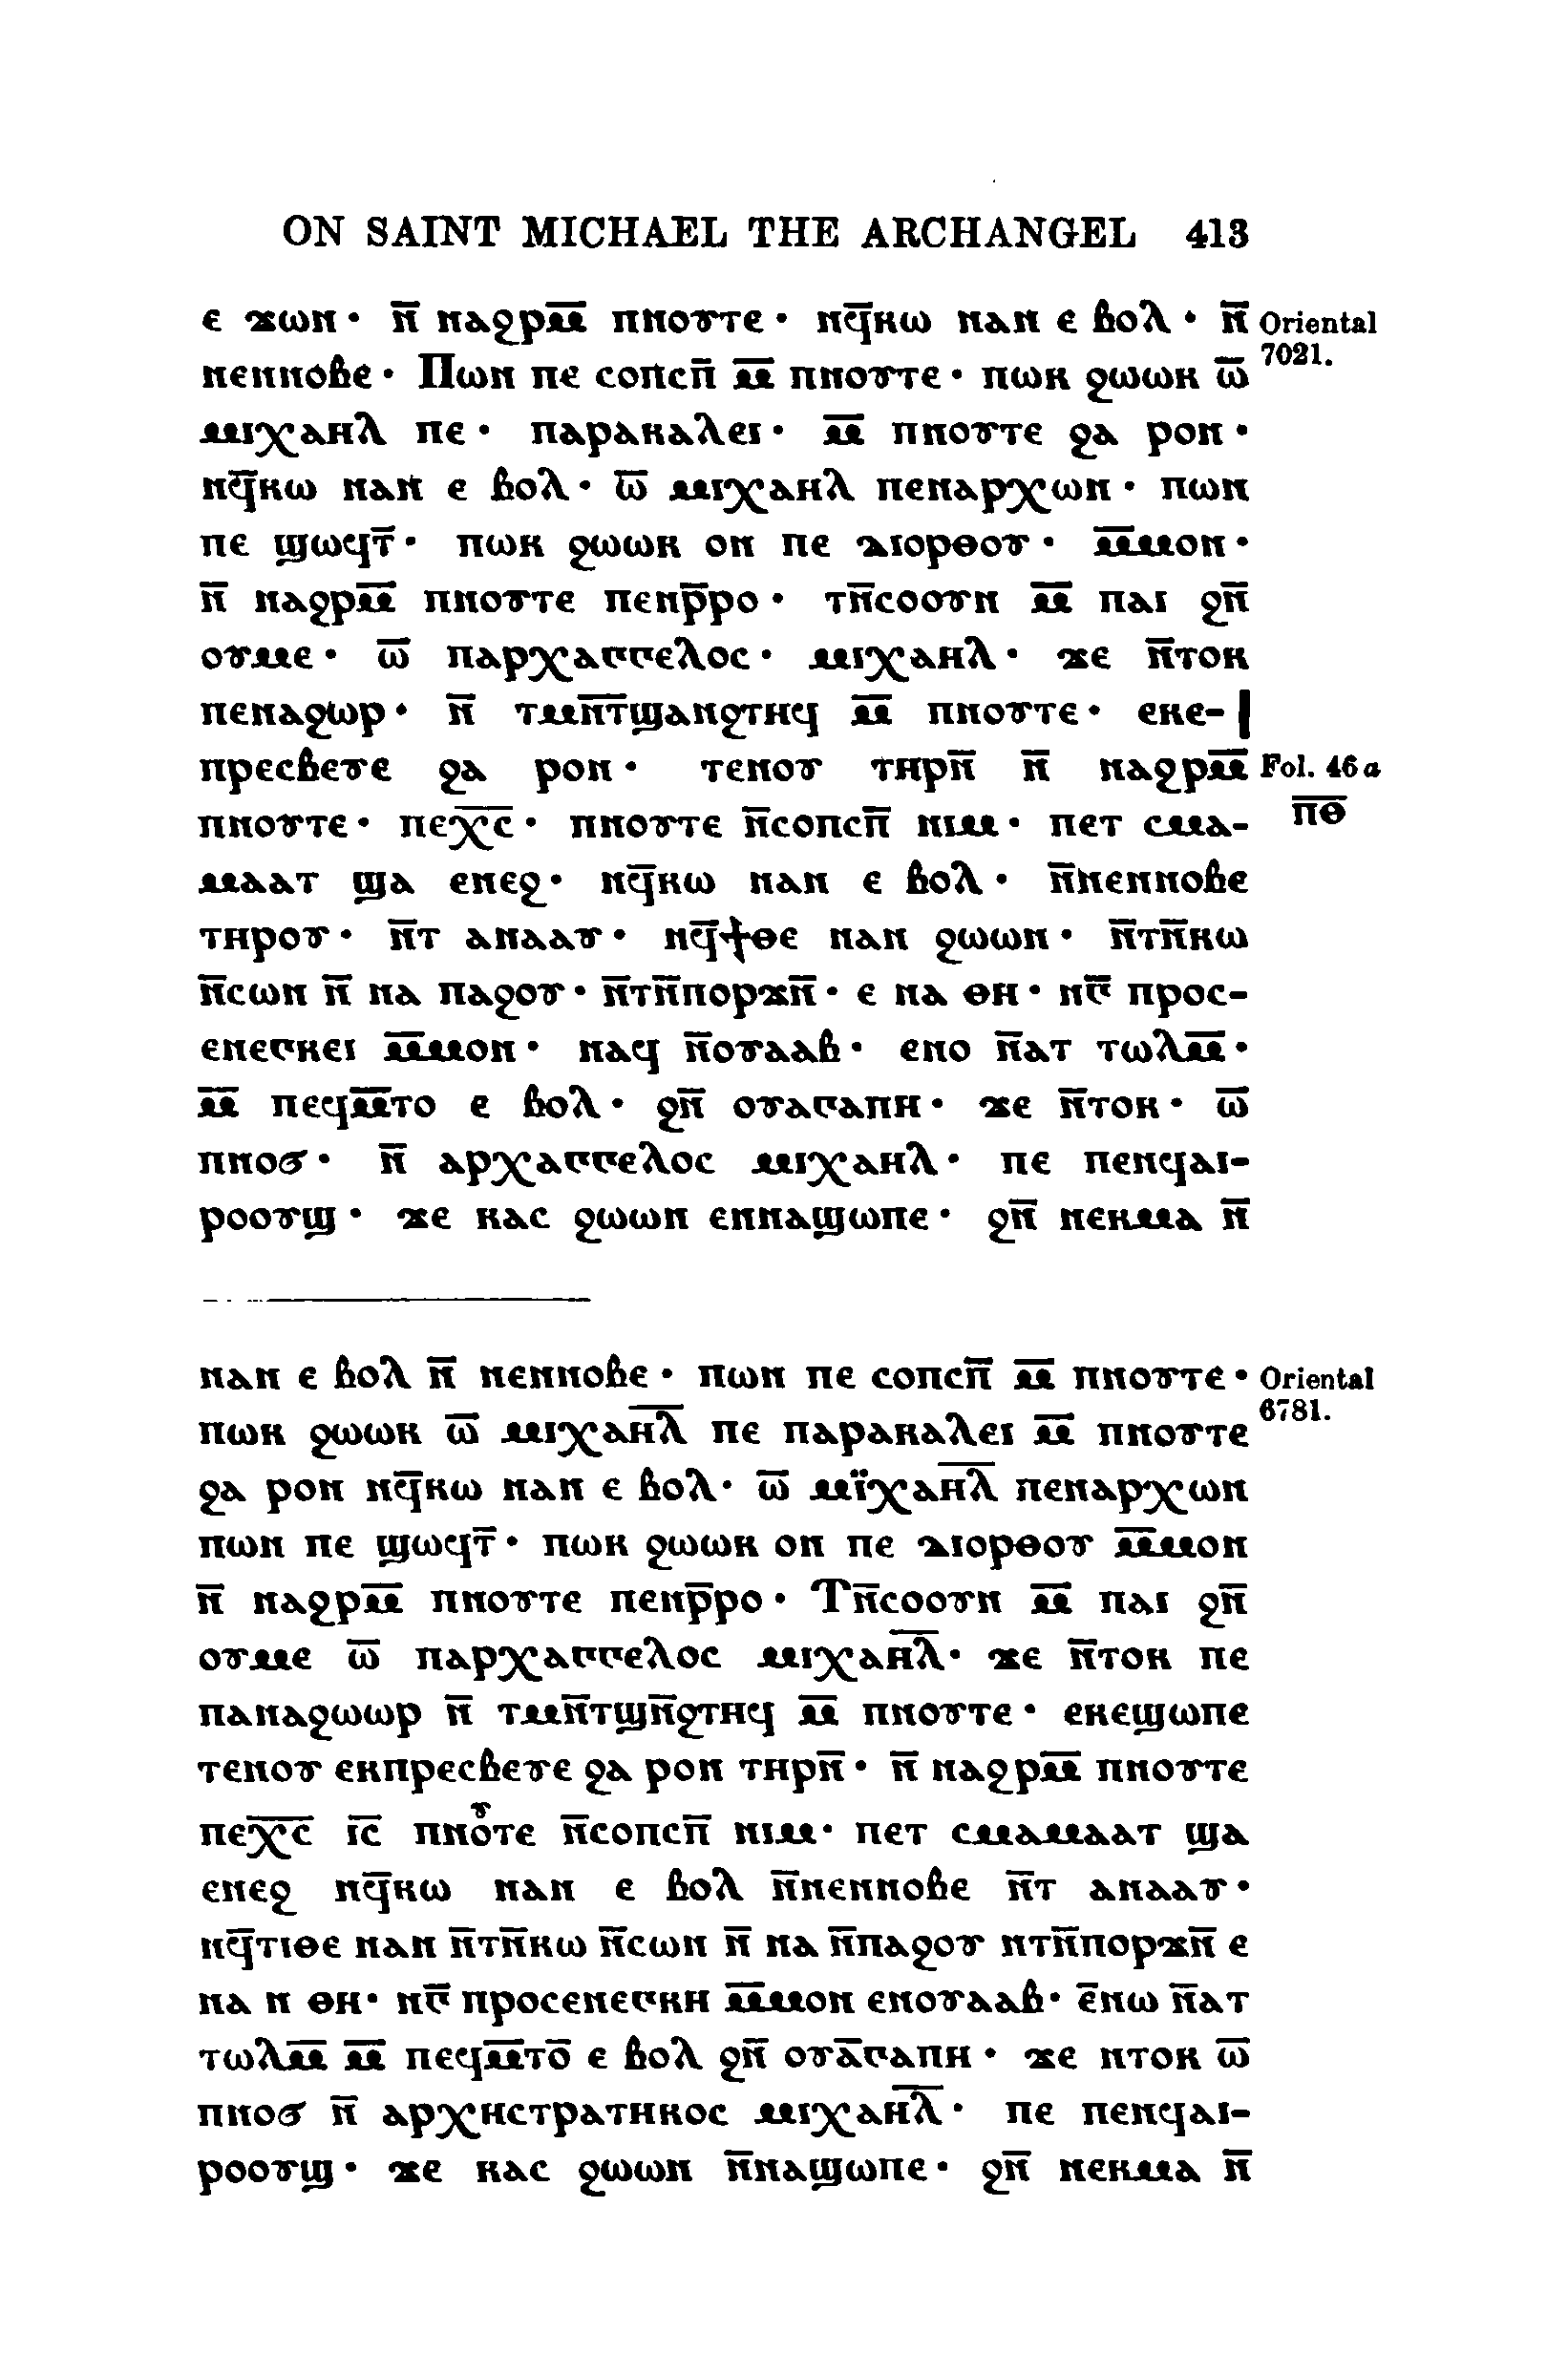 ON SAINT MICHAEL THE ARCHANGEL 413
ⲉ ϫⲱⲛ· ⲛ̅ ⲛⲁϩⲣⲙ̅ ⲡⲛⲟⲩⲧⲉ· ⲛϥ̅ⲕⲱ ⲛⲁⲛ ⲉ ⲃⲟⲗ· ⲛ̅ Oriental 7021.
ⲛⲉⲛⲛⲟⲃⲉ· Ⲡⲱⲛ ⲡⲉ ⲥⲟⲡⲥⲡ̅ ⲙ̅ ⲡⲛⲟⲩⲧⲉ· ⲡⲱⲕ ϩⲱⲱⲕ ⲱ̅
ⲙⲓⲭⲁⲏⲗ ⲡⲉ· ⲡⲁⲣⲁⲕⲁⲗⲉⲓ· ⲙ̅ ⲡⲛⲟⲩⲧⲉ ϩⲁ ⲣⲟⲛ·
ⲛϥ̅ⲕⲱ ⲛⲁⲛ ⲉ ⲃⲟⲗ· ⲱ̅ ⲙⲓⲭⲁⲏⲗ ⲡⲉⲛⲁⲣⲭⲱⲛ· ⲡⲱⲛ
ⲡⲉ ϣⲱϥⲧ̅· ⲡⲱⲕ ϩⲱⲱⲕ ⲟⲛ ⲡⲉ ⲇⲓⲟⲣⲑⲟⲩ· ⲙ̅ⲙⲟⲛ·
ⲛ̅ ⲛⲁϩⲣⲙ̅ ⲡⲛⲟⲩⲧⲉ ⲡⲉⲛⲣ̅ⲣⲟ· ⲧⲛ̅ⲥⲟⲟⲩⲛ ⲙ̅ ⲡⲁⲓ ϩⲛ̅
ⲟⲩⲙⲉ· ⲱ̅ ⲡⲁⲣⲭⲁⲅⲅⲉⲗⲟⲥ· ⲙⲓⲭⲁⲏⲗ· ϫⲉ ⲛ̅ⲧⲟⲕ
ⲡⲉⲛⲁϩⲱⲣ· ⲛ̅ ⲧⲙⲛ̅ⲧϣⲁⲛϩⲧⲏϥ ⲙ̅ ⲡⲛⲟⲩⲧⲉ· ⲉⲕⲉ-|
ⲡⲣⲉⲥⲃⲉⲩⲉ ϩⲁ ⲣⲟⲛ· ⲧⲉⲛⲟⲩ ⲧⲏⲣⲛ̅ ⲛ̅ ⲛⲁϩⲣⲙ̅ Fol. 46 a
ⲡⲛⲟⲩⲧⲉ· ⲡⲉⲭ̅ⲥ̅· ⲡⲛⲟⲩⲧⲉ ⲛ̅ⲥⲟⲡⲥⲡ̅ ⲛⲓⲙ· ⲡⲉⲧ ⲥⲙⲁ- ⲡ̅ⲑ̅
ⲙⲁⲁⲧ ϣⲁ ⲉⲛⲉϩ· ⲛϥ̅ⲕⲱ ⲛⲁⲛ ⲉ ⲃⲟⲗ· ⲛ̅ⲛⲉⲛⲛⲟⲃⲉ
ⲧⲏⲣⲟⲩ· ⲛ̅ⲧ ⲁⲛⲁⲁⲩ· ⲛϥ̅ϯⲑⲉ ⲛⲁⲛ ϩⲱⲱⲛ· ⲛ̅ⲧⲛ̅ⲕⲱ
ⲛ̅ⲥⲱⲛ ⲛ̅ ⲛⲁ ⲡⲁϩⲟⲩ· ⲛ̅ⲧⲛ̅ⲡⲟⲣϫⲛ̅· ⲉ ⲛⲁ ⲑⲏ· ⲛⲅ̅ ⲡⲣⲟⲥ-
ⲉⲛⲉⲅⲕⲉⲓ ⲙ̅ⲙⲟⲛ· ⲛⲁϥ ⲛ̅ⲟⲩⲁⲁⲃ· ⲉⲛⲟ ⲛ̅ⲁⲧ ⲧⲱⲗⲙ̅·
ⲙ̅ ⲡⲉϥⲙ̅ⲧⲟ ⲉ ⲃⲟⲗ· ϩⲛ̅ ⲟⲩⲁⲅⲁⲡⲏ· ϫⲉ ⲛ̅ⲧⲟⲕ· ⲱ̅
ⲡⲛⲟϭ· ⲛ̅ ⲁⲣⲭⲁⲅⲅⲉⲗⲟⲥ ⲙⲓⲭⲁⲏⲗ· ⲡⲉ ⲡⲉⲛϥⲁⲓ-
ⲣⲟⲟⲩϣ· ϫⲉ ⲕⲁⲥ ϩⲱⲱⲛ ⲉⲛⲛⲁϣⲱⲡⲉ· ϩⲛ̅ ⲛⲉⲕⲙⲁ ⲛ̅
ⲛⲁⲛ ⲉ ⲃⲟⲗ ⲛ̅ ⲛⲉⲛⲛⲟⲃⲉ· ⲡⲱⲛ ⲡⲉ ⲥⲟⲡⲥⲡ̅ ⲙ̅ ⲡⲛⲟⲩⲧⲉ· Oriental 6781.
ⲡⲱⲕ ϩⲱⲱⲕ ⲱ̅ ⲙⲓⲭⲁⲏ̅ⲗ̅ ⲡⲉ ⲡⲁⲣⲁⲕⲁⲗⲉⲓ ⲙ̅ ⲡⲛⲟⲩⲧⲉ
ϩⲁ ⲣⲟⲛ ⲛϥ̅ⲕⲱ ⲛⲁⲛ ⲉ ⲃⲟⲗ· ⲱ̅ ⲙⲓ̈ⲭⲁⲏ̅ⲗ̅ ⲡⲉⲛⲁⲣⲭⲱⲛ
ⲡⲱⲛ ⲡⲉ ϣⲱϥⲧ̅· ⲡⲱⲕ ϩⲱⲱⲕ ⲟⲛ ⲡⲉ ⲇⲓⲟⲣⲑⲟⲩ ⲙ̅ⲙⲟⲛ
ⲛ̅ ⲛⲁϩⲣⲙ̅ ⲡⲛⲟⲩⲧⲉ ⲡⲉⲛⲣ̅ⲣⲟ· Ⲧⲛ̅ⲥⲟⲟⲩⲛ ⲙ̅ ⲡⲁⲓ ϩⲛ̅
ⲟⲩⲙⲉ ⲱ̅ ⲡⲁⲣⲭⲁⲅⲅⲉⲗⲟⲥ ⲙⲓⲭⲁⲏ̅ⲗ̅· ϫⲉ ⲛ̅ⲧⲟⲕ ⲡⲉ
ⲡⲁⲛⲁϩⲱⲱⲣ ⲛ̅ ⲧⲙⲛ̅ⲧϣⲛ̅ϩⲧⲏϥ ⲙ̅ ⲡⲛⲟⲩⲧⲉ· ⲉⲕⲉϣⲱⲡⲉ
ⲧⲉⲛⲟⲩ ⲉⲕⲡⲣⲉⲥⲃⲉⲩⲉ ϩⲁ ⲣⲟⲛ ⲧⲏⲣⲛ̅· ⲛ̅ ⲛⲁϩⲣⲙ̅ ⲡⲛⲟⲩⲧⲉ
ⲡⲉⲭ̅ⲥ̅ ⲓ̅ⲥ̅ ⲡⲛⲟⲩⲧⲉ ⲛ̅ⲥⲟⲡⲥⲡ̅ ⲛⲓⲙ· ⲡⲉⲧ ⲥⲙⲁⲙⲁⲁⲧ ϣⲁ
ⲉⲛⲉϩ ⲛϥ̅ⲕⲱ ⲛⲁⲛ ⲉ ⲃⲟⲗ ⲛ̅ⲛⲉⲛⲛⲟⲃⲉ ⲛ̅ⲧ ⲁⲛⲁⲁⲩ·
ⲛϥ̅ⲧⲓⲑⲉ ⲛⲁⲛ ⲛ̅ⲧⲛ̅ⲕⲱ ⲛ̅ⲥⲱⲛ ⲛ̅ ⲛⲁ ⲛ̅ⲡⲁϩⲟⲩ ⲛⲧⲛ̅ⲡⲟⲣϫⲛ̅ ⲉ
ⲛⲁ ⲛ ⲑⲏ· ⲛⲅ̅ ⲡⲣⲟⲥⲉⲛⲉⲅⲕⲏ ⲙ̅ⲙⲟⲛ ⲉⲛⲟⲩⲁⲁⲃ· ⲉ̅ⲛⲱ ⲛ̅ⲁⲧ
ⲧⲱⲗⲙ̅ ⲙ̅ ⲡⲉϥⲙ̅ⲧⲟ̅ ⲉ ⲃⲟⲗ ϩⲛ̅ ⲟⲩⲁ̅ⲅⲁⲡⲏ· ϫⲉ ⲛⲧⲟⲕ ⲱ̅
ⲡⲛⲟϭ ⲛ̅ ⲁⲣⲭⲏⲥⲧⲣⲁⲧⲏⲕⲟⲥ ⲙⲓⲭⲁⲏ̅ⲗ̅· ⲡⲉ ⲡⲉⲛϥⲁⲓ-
ⲣⲟⲟⲩϣ· ϫⲉ ⲕⲁⲥ ϩⲱⲱⲛ ⲛ̅ⲛⲁϣⲱⲡⲉ· ϩⲛ̅ ⲛⲉⲕⲙⲁ ⲛ̅